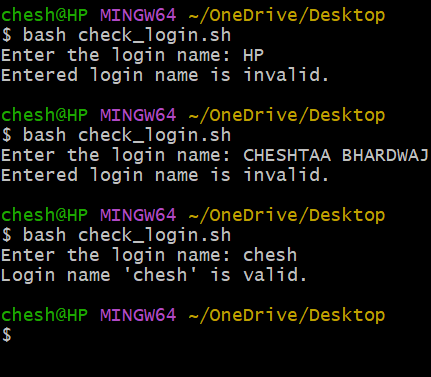 chesh@HP MINGW64 ~/OneDrive/Desktop
$ bash check_login.sh
Enter the login name: HP
Entered login name is invalid.
chesh@HP MINGW64 ~/OneDrive/Desktop
$ bash check_login.sh
Enter the login name: CHESHTAA BHARDWAJ
Entered login name is invalid.
chesh@HP MINGW64 ~/OneDrive/Desktop
$ bash check_login.sh
Enter the login name: chesh
Login name 'chesh' is valid.
chesh@HP MINGW64 ~/OneDrive/Desktop
$